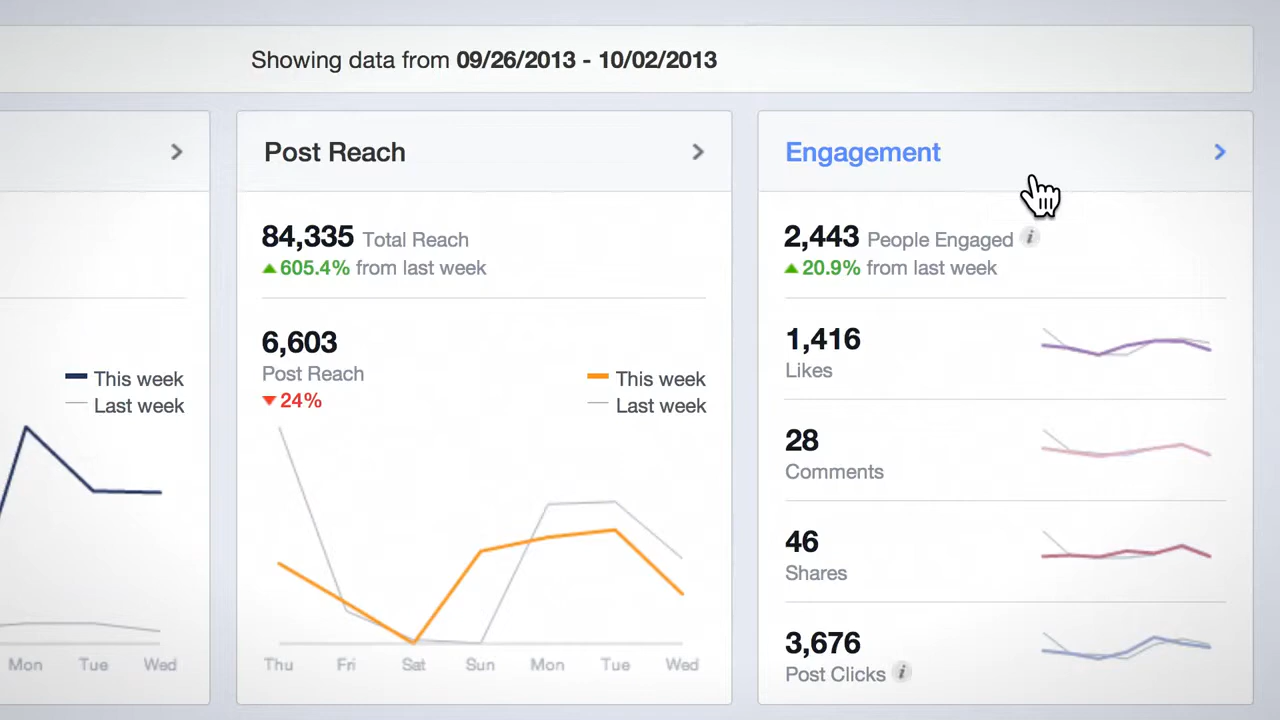 Showing data from 09/26/2013 - 10/02/2013
This week
Last week
Mon Tue Wed
Post Reach
84,335 Total Reach
605.4% from last week
6,603
Post Reach
24%
This week
Last week
Thu Fri Sat Sun Mon Tue Wed
Engagement
2,443 People Engaged i
20.9% from last week
1,416
Likes
28
Comments
46
Shares
3,676
Post Clicks i